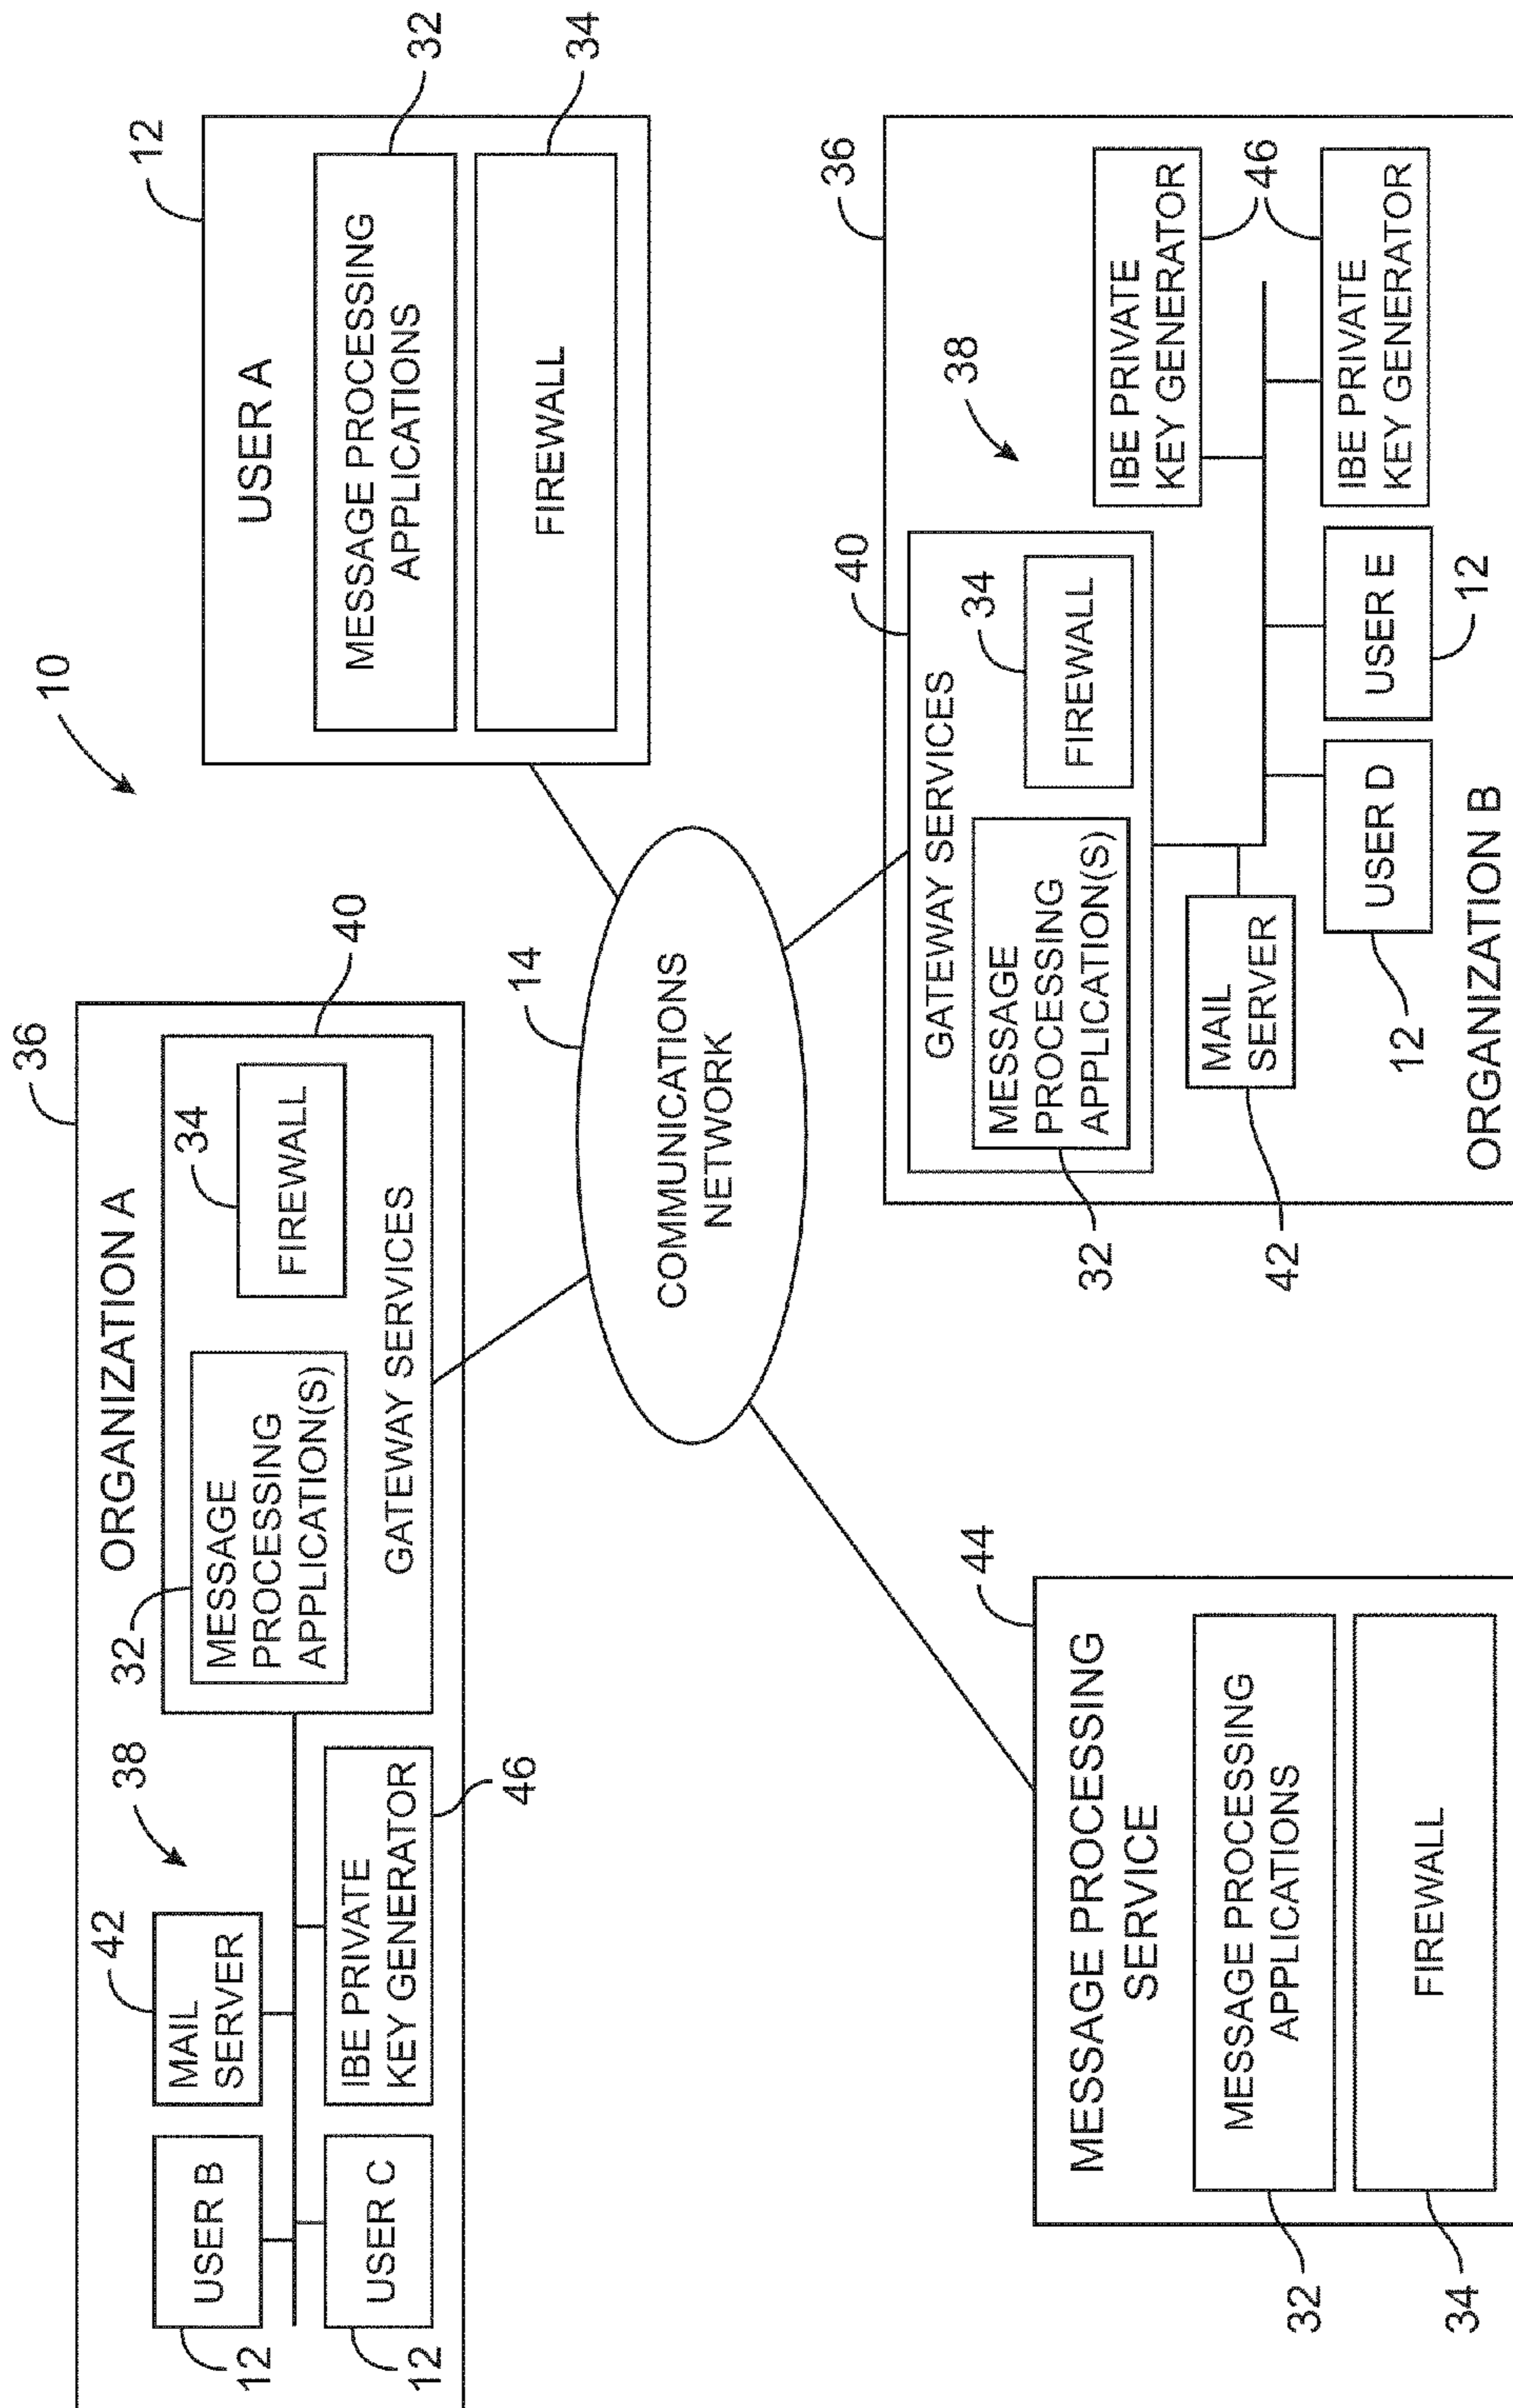 10
36
ORGANIZATION A
38
42
MAIL
SERVER
USER B
12
USER C
12
IBE PRIVATE
KEY GENERATOR
46
32
MESSAGE
PROCESSING
APPLICATION(S)
34
FIREWALL
GATEWAY SERVICES
40
12
USER A
MESSAGE PROCESSING
APPLICATIONS
32
FIREWALL
34
14
COMMUNICATIONS
NETWORK
44
MESSAGE PROCESSING
SERVICE
MESSAGE PROCESSING
APPLICATIONS
32
FIREWALL
34
36
40
GATEWAY SERVICES
34
FIREWALL
MESSAGE
PROCESSING
APPLICATION(S)
32
38
IBE PRIVATE
KEY GENERATOR
46
IBE PRIVATE
KEY GENERATOR
MAIL
SERVER
42
USER D
12
USER E
12
ORGANIZATION B